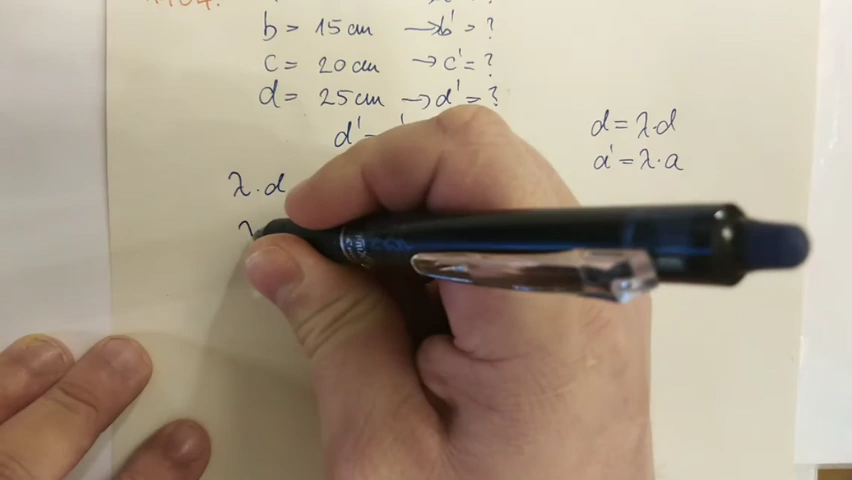 b = 15 cm → b' = ?
c = 20 cm → c' = ?
d = 25 cm → d' = ?
d' =
d = λ·d
a' = λ·a
λ·d
λ